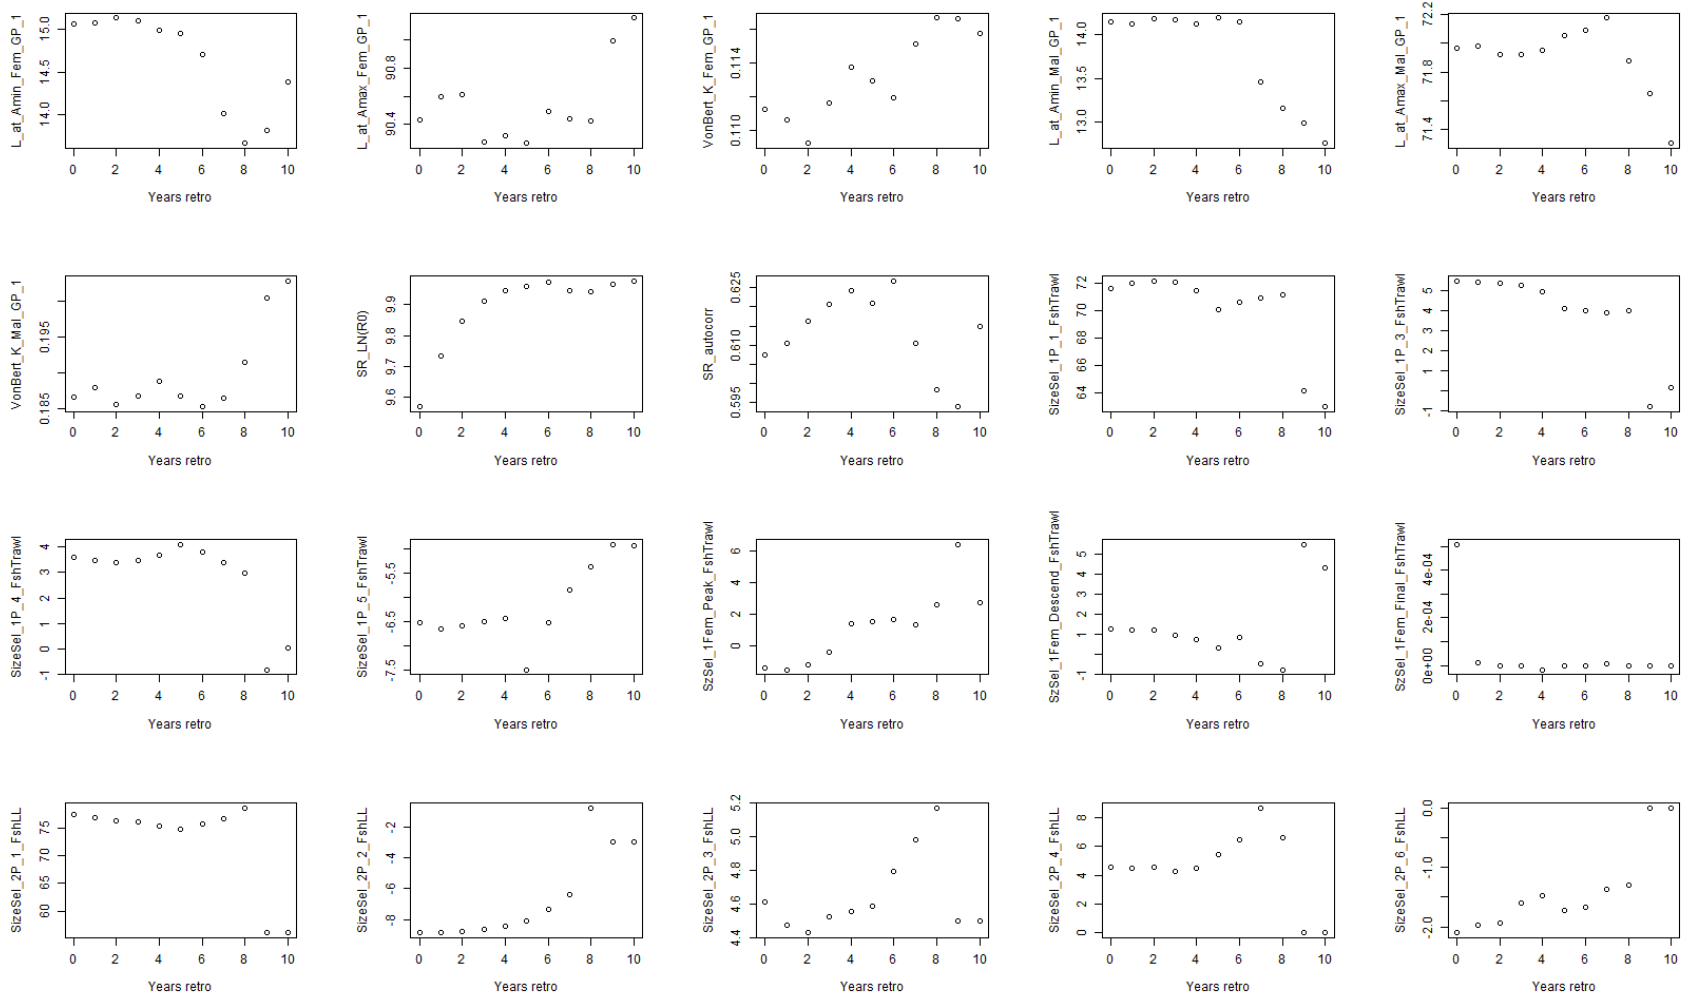 L_at_Amin_Fem_GP_1
14.0 14.5 15.0
0 2 4 6 8 10
Years retro
L_at_Amax_Fem_GP_1
90.4 90.8
0 2 4 6 8 10
Years retro
VonBert_K_Fem_GP_1
0.110 0.114
0 2 4 6 8 10
Years retro
L_at_Amin_Mal_GP_1
13.0 13.5 14.0
0 2 4 6 8 10
Years retro
L_at_Amax_Mal_GP_1
71.4 71.8 72.2
0 2 4 6 8 10
Years retro
VonBert_K_Mal_GP_1
0.185 0.195
0 2 4 6 8 10
Years retro
SR_LN(R0)
9.6 9.7 9.8 9.9
0 2 4 6 8 10
Years retro
SR_autocorr
0.595 0.610 0.625
0 2 4 6 8 10
Years retro
SizeSel_1P_1_FshTrawl
64 66 68 70 72
0 2 4 6 8 10
Years retro
SizeSel_1P_3_FshTrawl
-1 1 2 3 4 5
0 2 4 6 8 10
Years retro
SizeSel_1P_4_FshTrawl
-1 0 1 2 3 4
0 2 4 6 8 10
Years retro
SizeSel_1P_5_FshTrawl
-7.5 -6.5 -5.5
0 2 4 6 8 10
Years retro
SzSel_1Fem_Peak_FshTrawl
0 2 4 6
0 2 4 6 8 10
Years retro
SzSel_1Fem_Descend_FshTrawl
-1 1 2 3 4 5
0 2 4 6 8 10
Years retro
SzSel_1Fem_Final_FshTrawl
0e+00 2e-04 4e-04
0 2 4 6 8 10
Years retro
SizeSel_2P_1_FshLL
60 65 70 75
0 2 4 6 8 10
Years retro
SizeSel_2P_2_FshLL
-8 -6 -4 -2
0 2 4 6 8 10
Years retro
SizeSel_2P_3_FshLL
4.4 4.6 4.8 5.0 5.2
0 2 4 6 8 10
Years retro
SizeSel_2P_4_FshLL
0 2 4 6 8
0 2 4 6 8 10
Years retro
SizeSel_2P_6_FshLL
-2.0 -1.0 0.0
0 2 4 6 8 10
Years retro